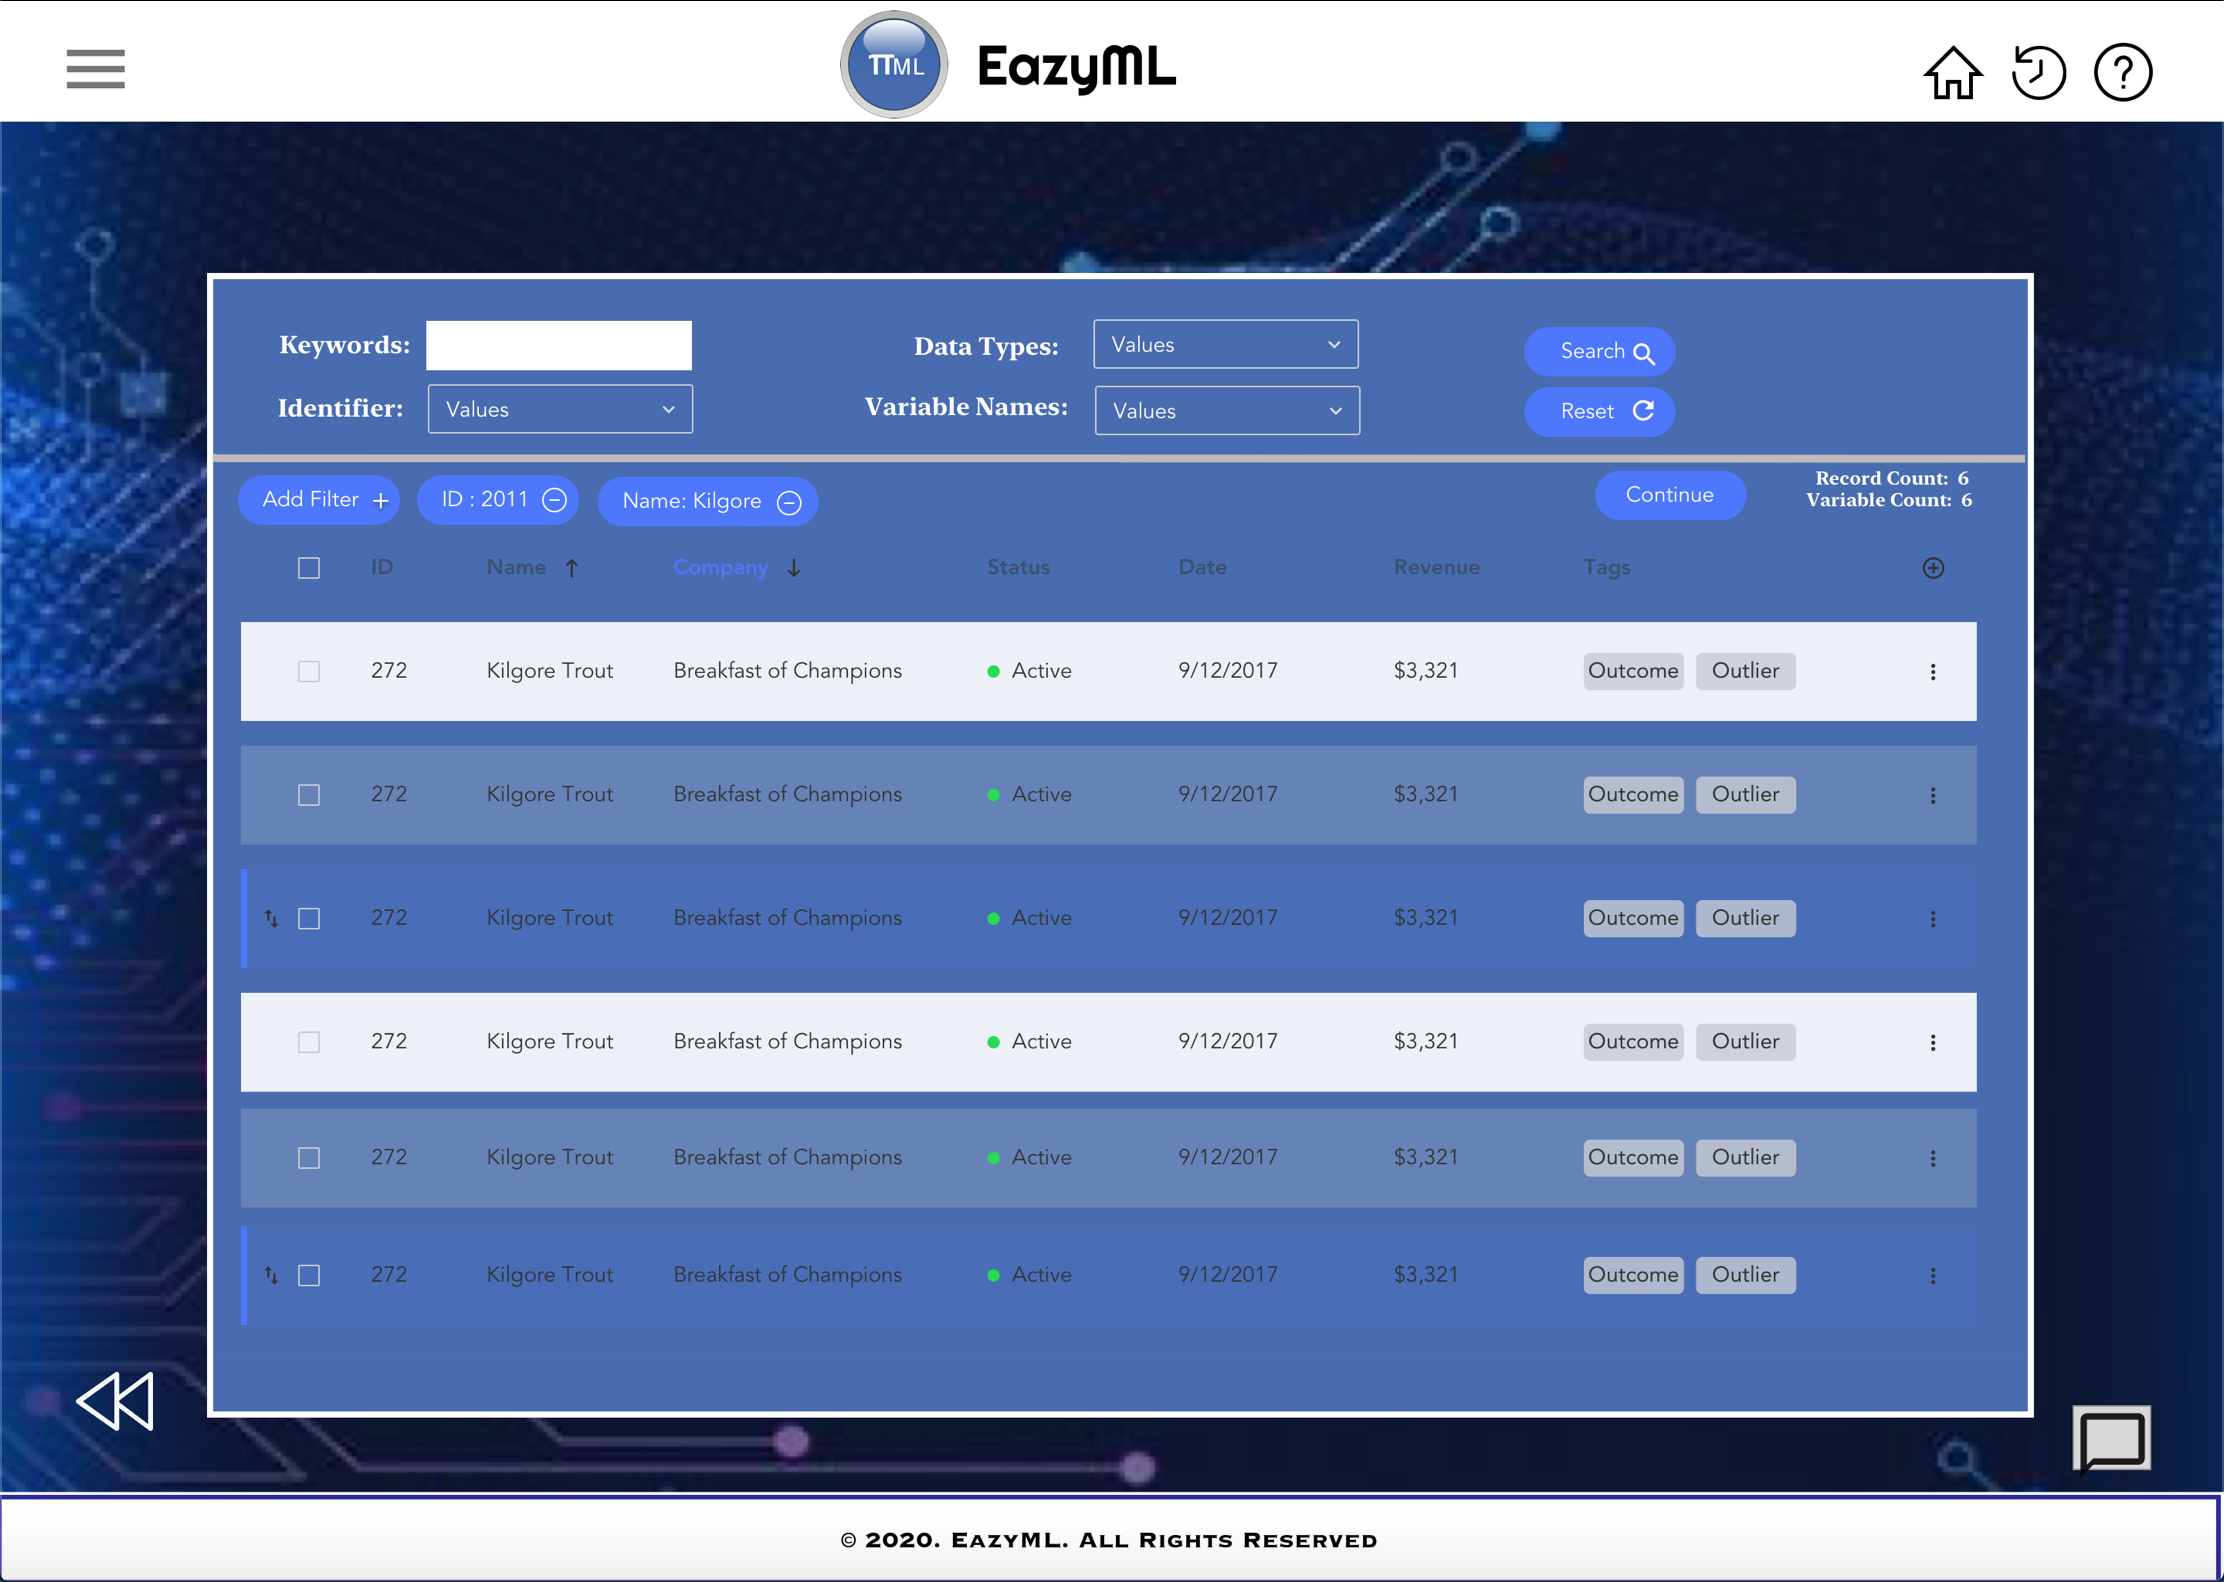 πML EazyML
Keywords: Data Types: Values Search
Identifier: Values Variable Names: Values Reset
Add Filter + ID : 2011 Name: Kilgore Continue Record Count: 6
Variable Count: 6
ID Name ↑ Company ↓ Status Date Revenue Tags
272 Kilgore Trout Breakfast of Champions Active 9/12/2017 $3,321 Outcome Outlier
272 Kilgore Trout Breakfast of Champions Active 9/12/2017 $3,321 Outcome Outlier
272 Kilgore Trout Breakfast of Champions Active 9/12/2017 $3,321 Outcome Outlier
272 Kilgore Trout Breakfast of Champions Active 9/12/2017 $3,321 Outcome Outlier
272 Kilgore Trout Breakfast of Champions Active 9/12/2017 $3,321 Outcome Outlier
272 Kilgore Trout Breakfast of Champions Active 9/12/2017 $3,321 Outcome Outlier
© 2020. EazyML. All Rights Reserved